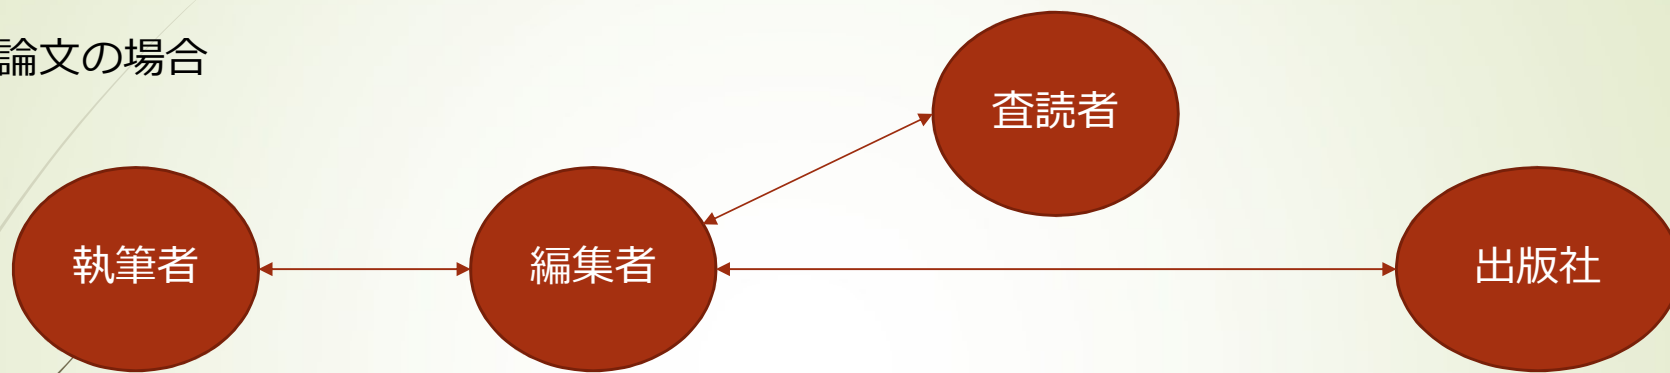 論文の場合
査読者
執筆者
編集者
出版社